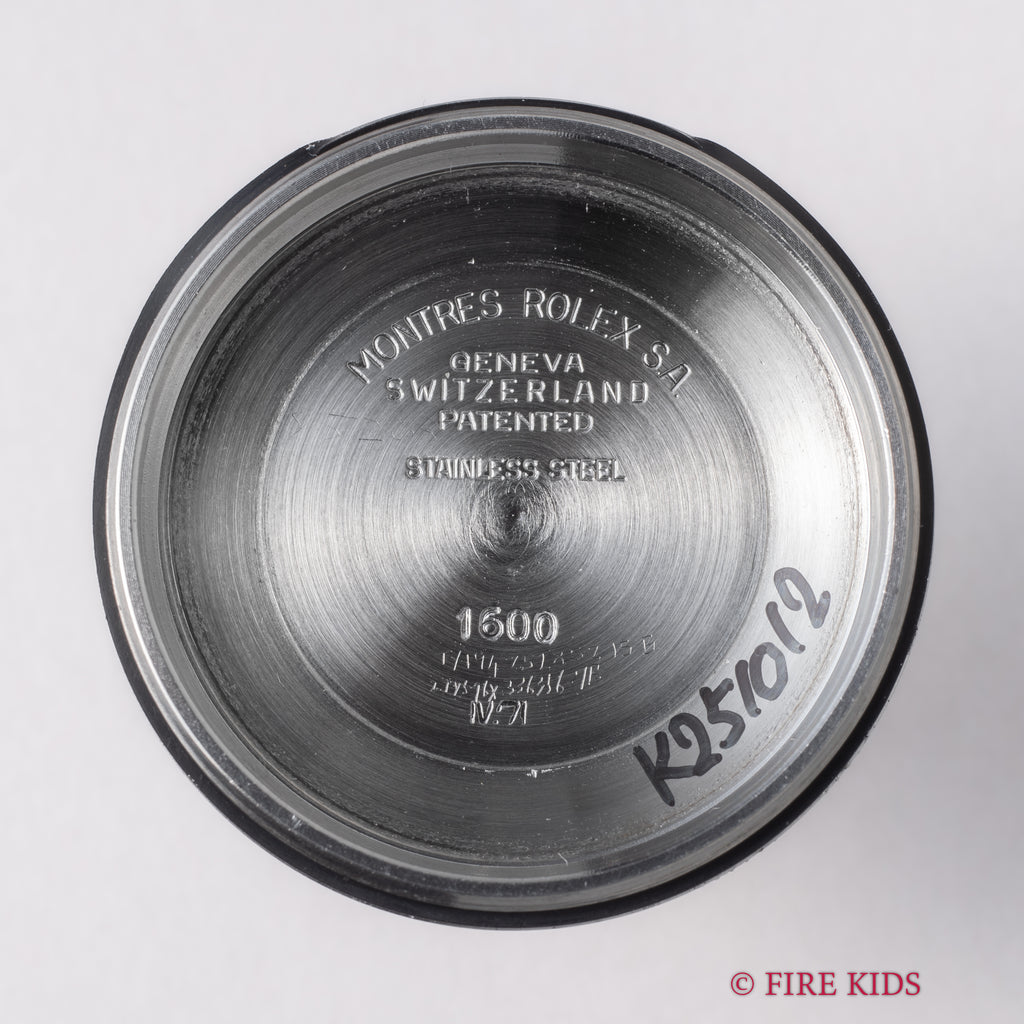 MONTRES ROLEX S.A
GENEVA
SWITZERLAND
PATENTED
STAINLESS STEEL
1600
IV.71
K251012
© FIRE KIDS